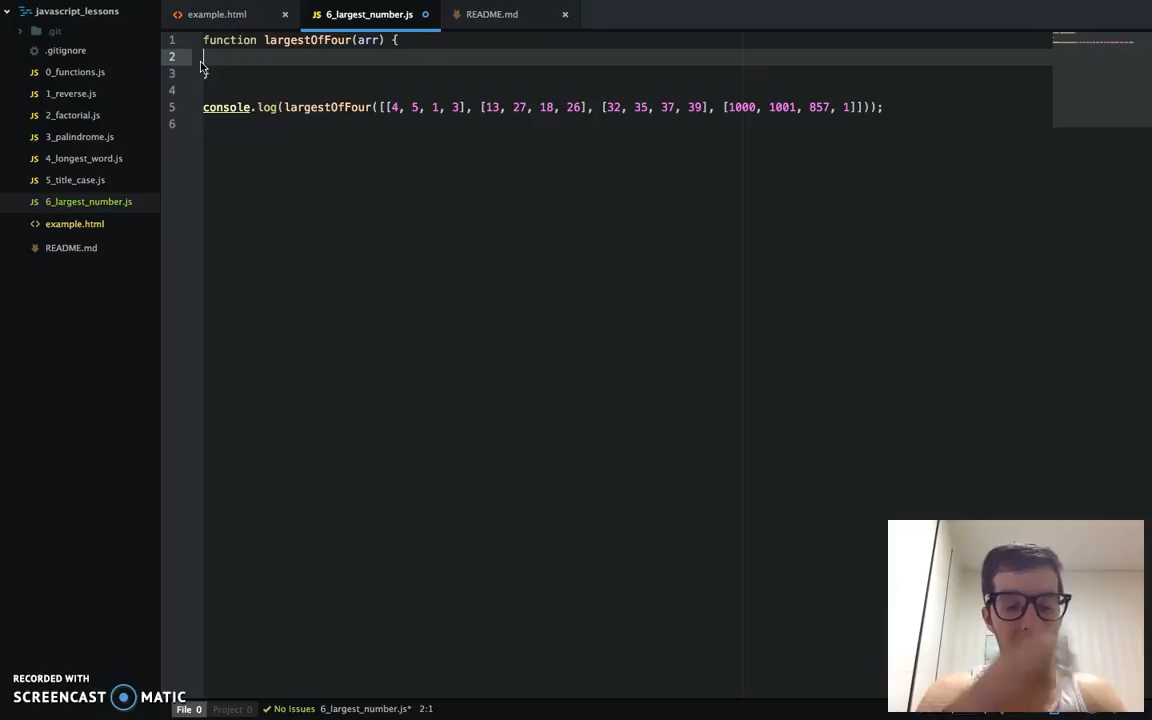 javascript_lessons
.git
.gitignore
0_functions.js
1_reverse.js
2_factorial.js
3_palindrome.js
4_longest_word.js
5_title_case.js
6_largest_number.js
example.html
README.md
example.html
6_largest_number.js
README.md
1 function largestOfFour(arr) {
2
3 }
4
5 console.log(largestOfFour([[4, 5, 1, 3], [13, 27, 18, 26], [32, 35, 37, 39], [1000, 1001, 857, 1]]));
6
RECORDED WITH
SCREENCAST MATIC
File 0 Project 0 No Issues 6_largest_number.js* 2:1